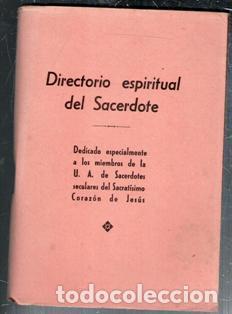 Directorio espiritual
del Sacerdote
Dedicado especialmente
a los miembros de la
U. A. de Sacerdotes
seculares del Sacratísimo
Corazón de Jesús
todocoleccion.net